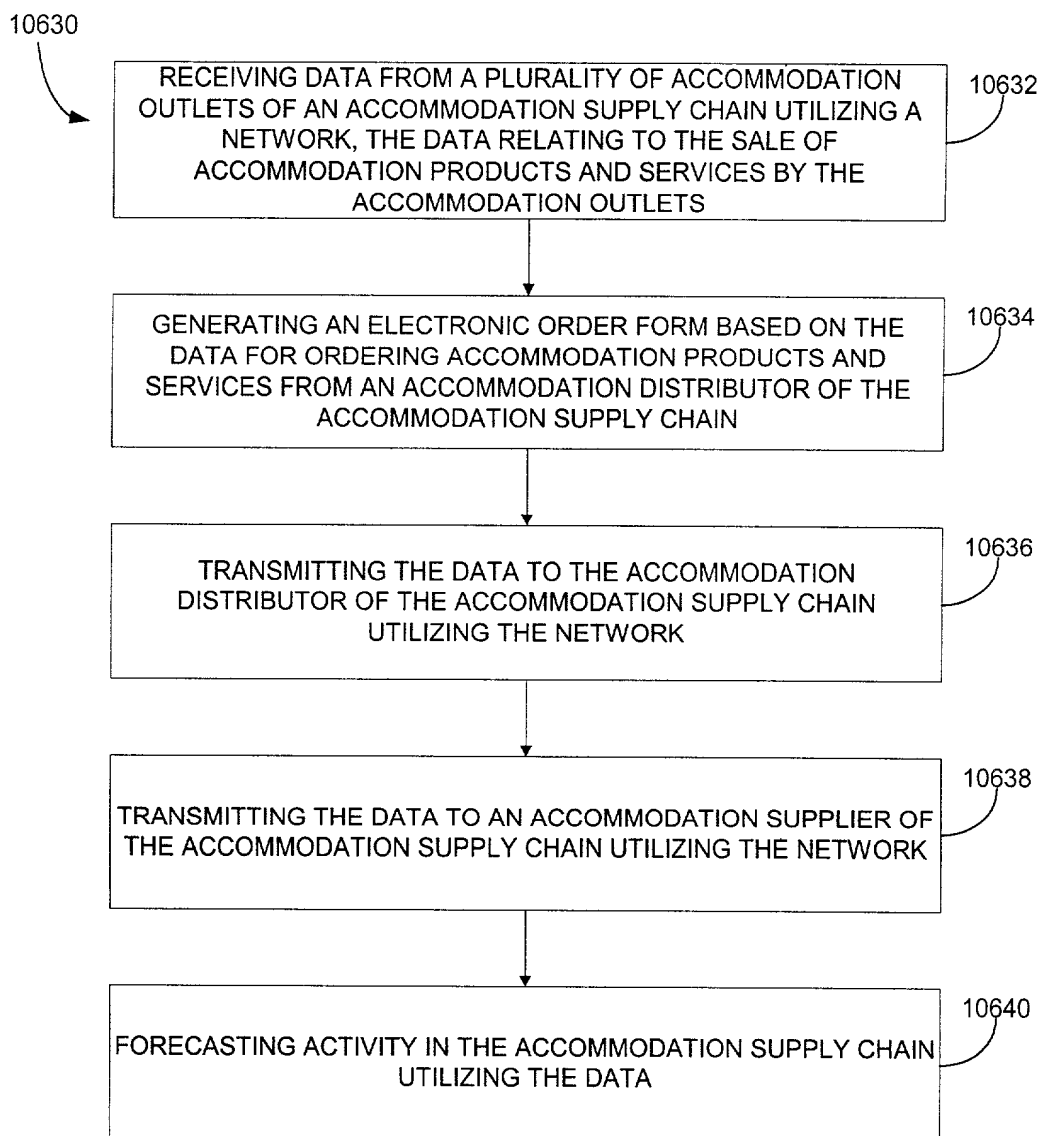 10630
RECEIVING DATA FROM A PLURALITY OF ACCOMMODATION
OUTLETS OF AN ACCOMMODATION SUPPLY CHAIN UTILIZING A
NETWORK, THE DATA RELATING TO THE SALE OF
ACCOMMODATION PRODUCTS AND SERVICES BY THE
ACCOMMODATION OUTLETS
10632
GENERATING AN ELECTRONIC ORDER FORM BASED ON THE
DATA FOR ORDERING ACCOMMODATION PRODUCTS AND
SERVICES FROM AN ACCOMMODATION DISTRIBUTOR OF THE
ACCOMMODATION SUPPLY CHAIN
10634
TRANSMITTING THE DATA TO THE ACCOMMODATION
DISTRIBUTOR OF THE ACCOMMODATION SUPPLY CHAIN
UTILIZING THE NETWORK
10636
TRANSMITTING THE DATA TO AN ACCOMMODATION SUPPLIER OF
THE ACCOMMODATION SUPPLY CHAIN UTILIZING THE NETWORK
10638
FORECASTING ACTIVITY IN THE ACCOMMODATION SUPPLY CHAIN
UTILIZING THE DATA
10640